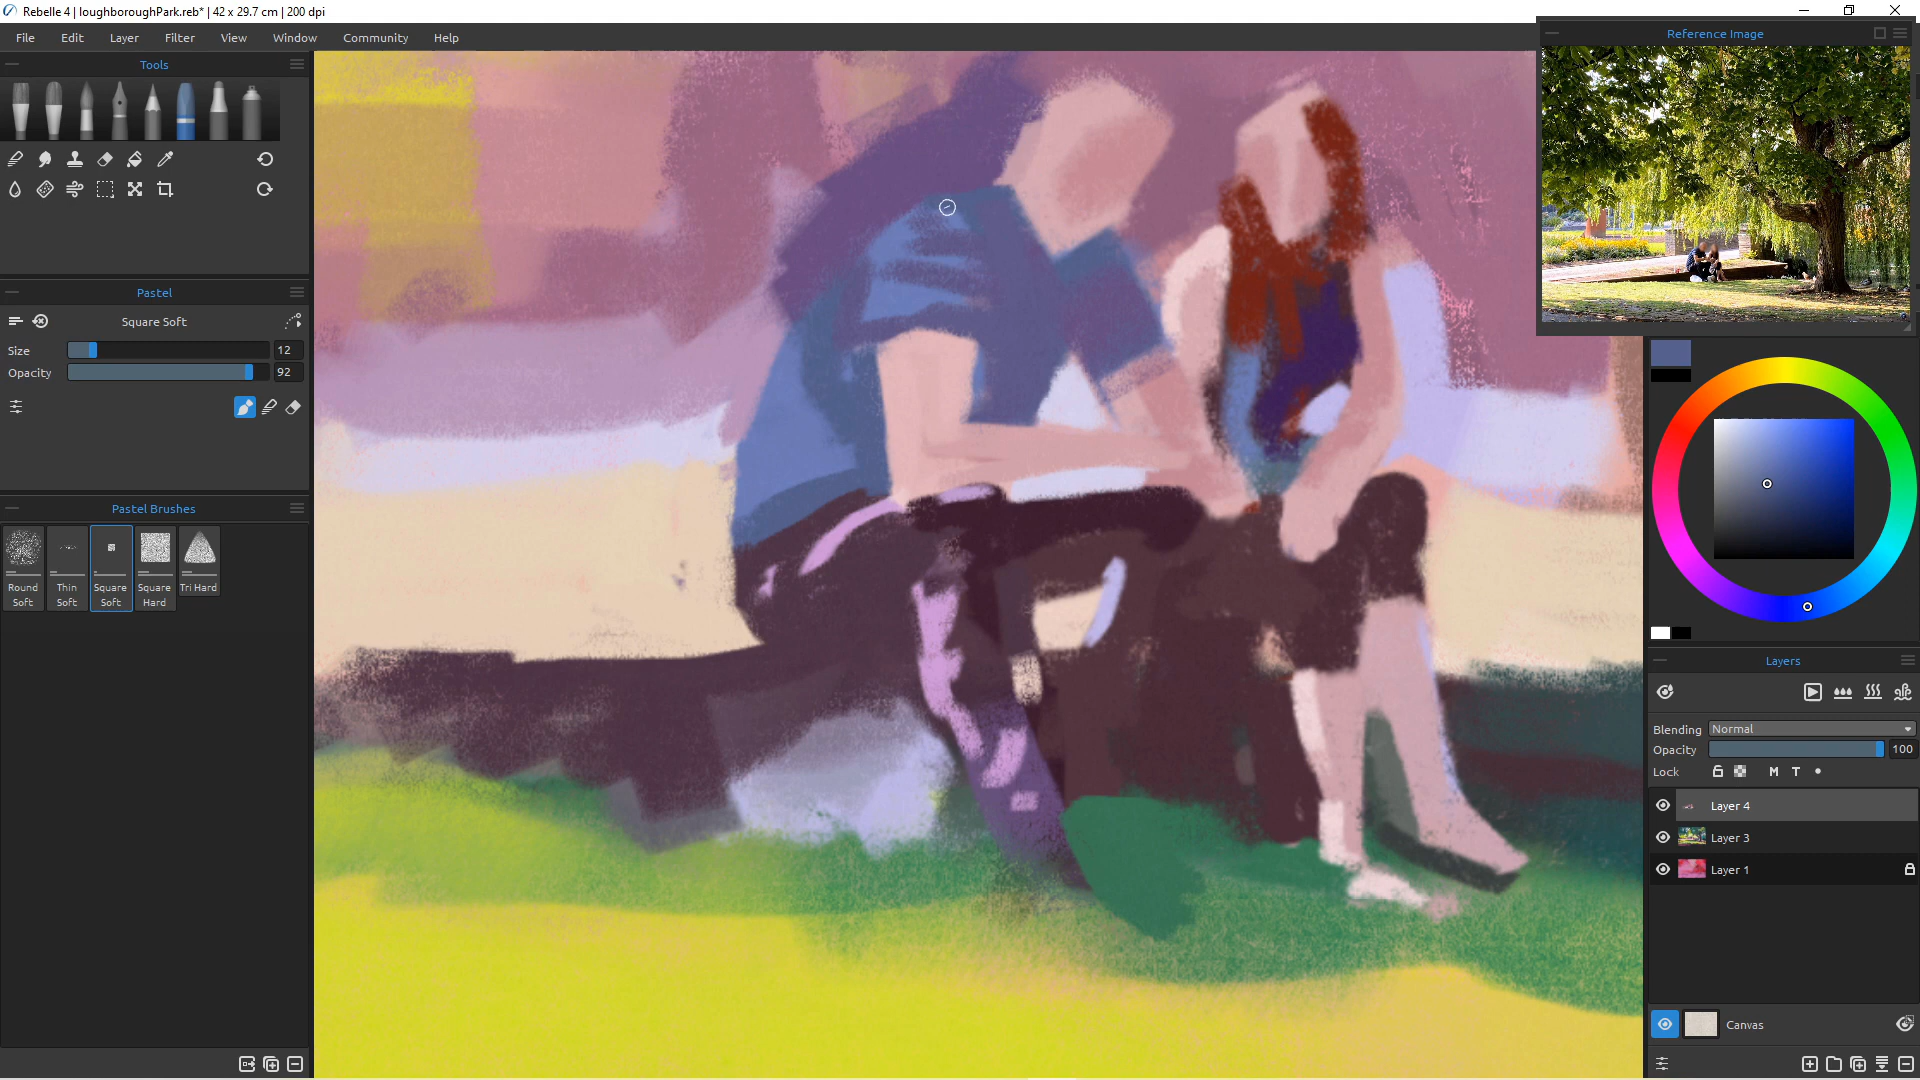 Rebelle 4 | loughboroughPark.reb* | 42 x 29.7 cm | 200 dpi
File Edit Layer Filter View Window Community Help
Tools
Reference Image
Pastel
Square Soft
Size 12
Opacity 92
Pastel Brushes
Round Soft
Thin Soft
Square Soft
Square Hard
Tri Hard
Layers
Blending Normal
Opacity 100
Lock M T
Layer 4
Layer 3
Layer 1
Canvas